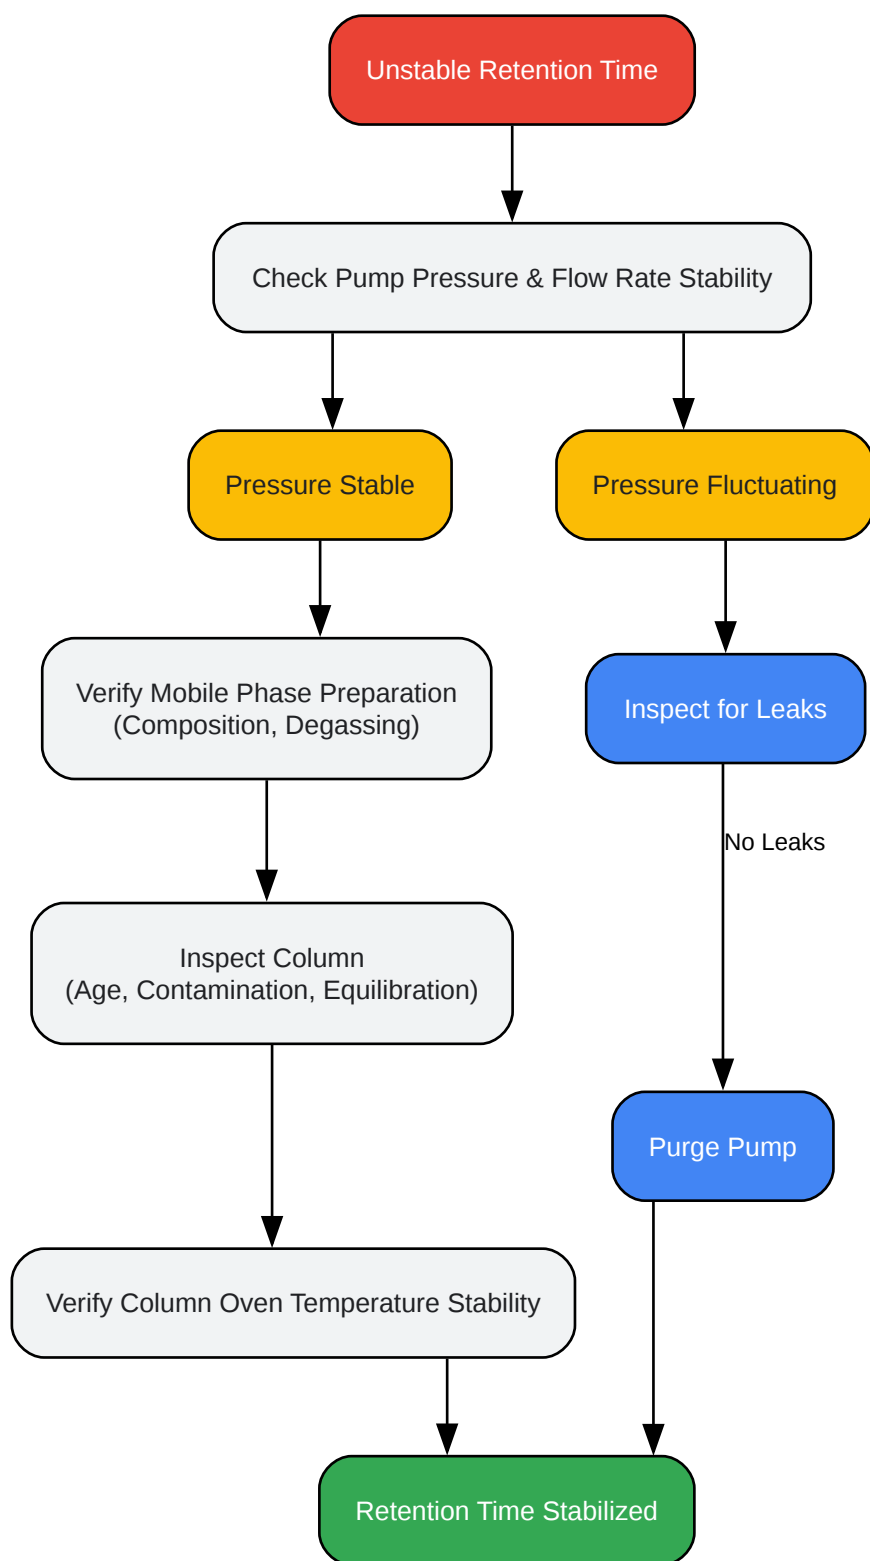 Unstable Retention Time
Check Pump Pressure & Flow Rate Stability
Pressure Stable
Pressure Fluctuating
Verify Mobile Phase Preparation
(Composition, Degassing)
Inspect for Leaks
No Leaks
Inspect Column
(Age, Contamination, Equilibration)
Purge Pump
Verify Column Oven Temperature Stability
Retention Time Stabilized